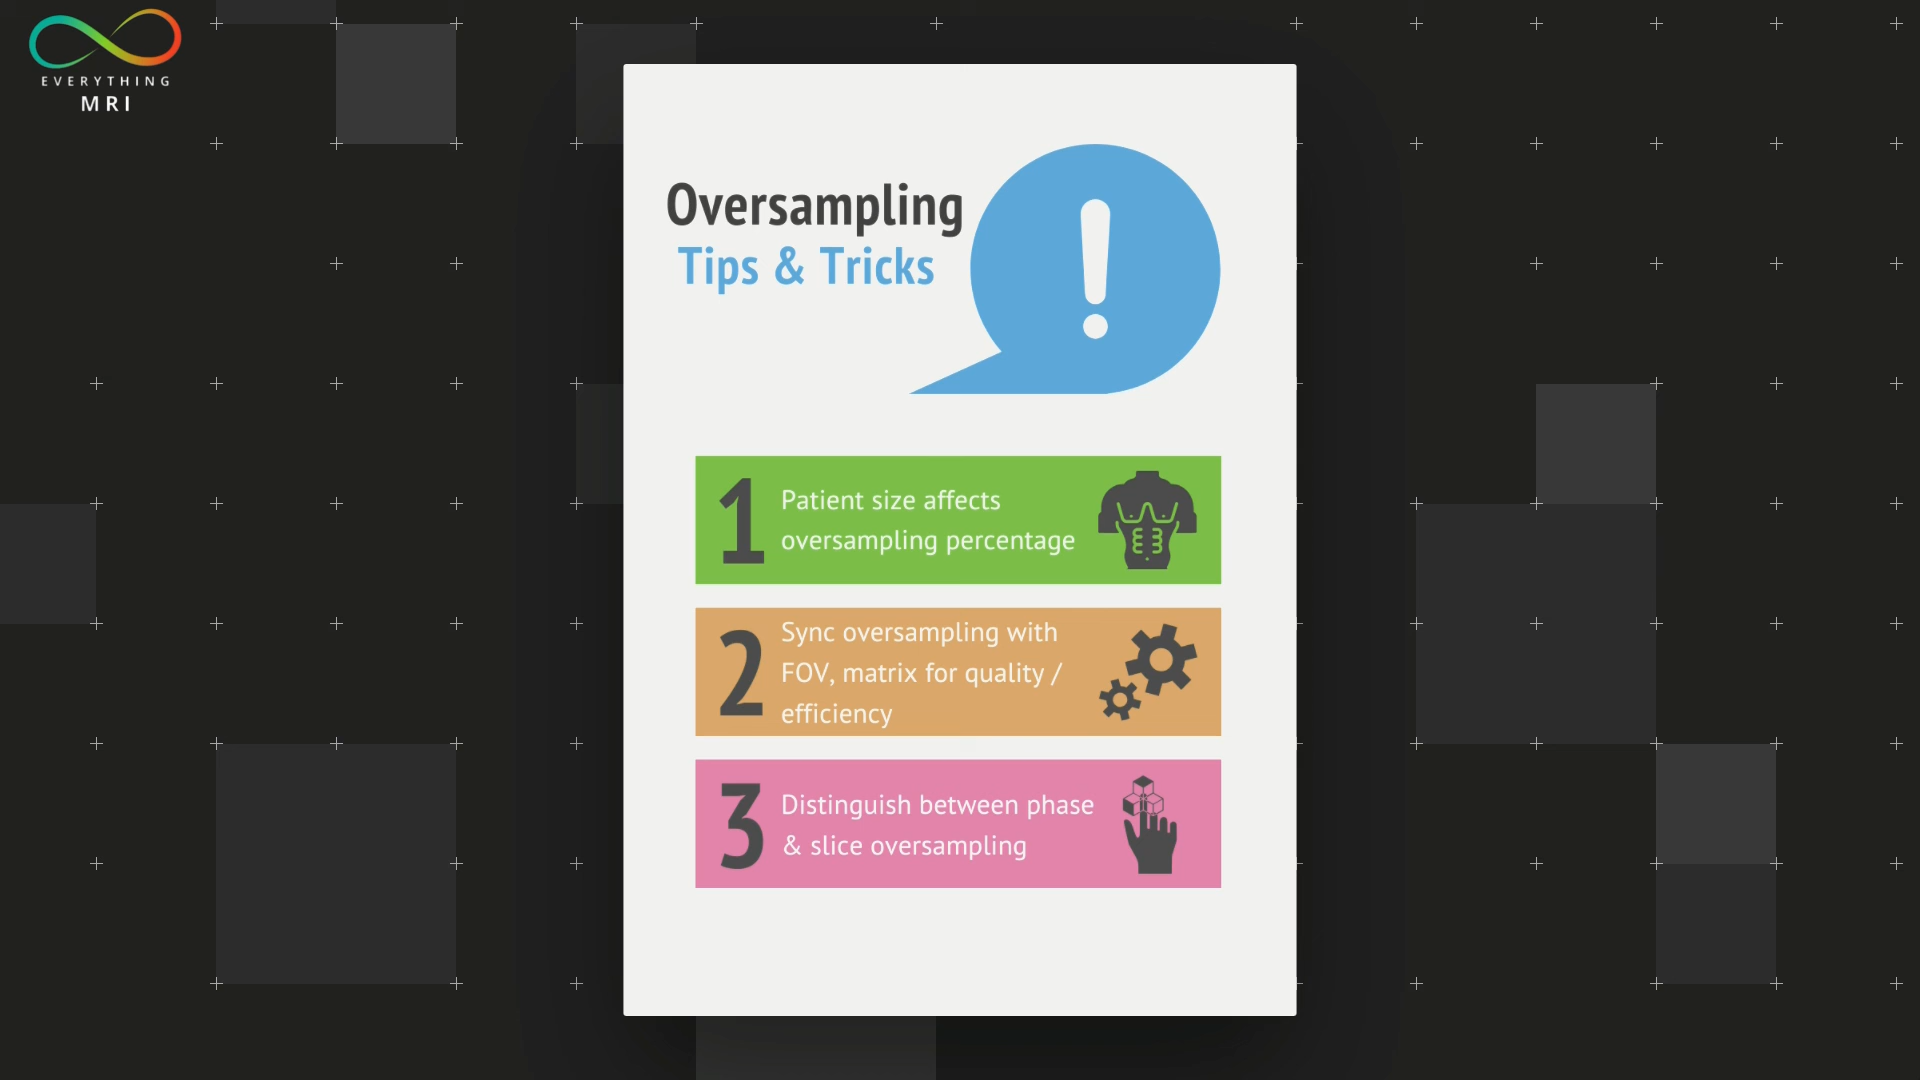 EVERYTHING
MRI
Oversampling
Tips & Tricks
1
Patient size affects
oversampling percentage
2
Sync oversampling with
FOV, matrix for quality /
efficiency
3
Distinguish between phase
& slice oversampling